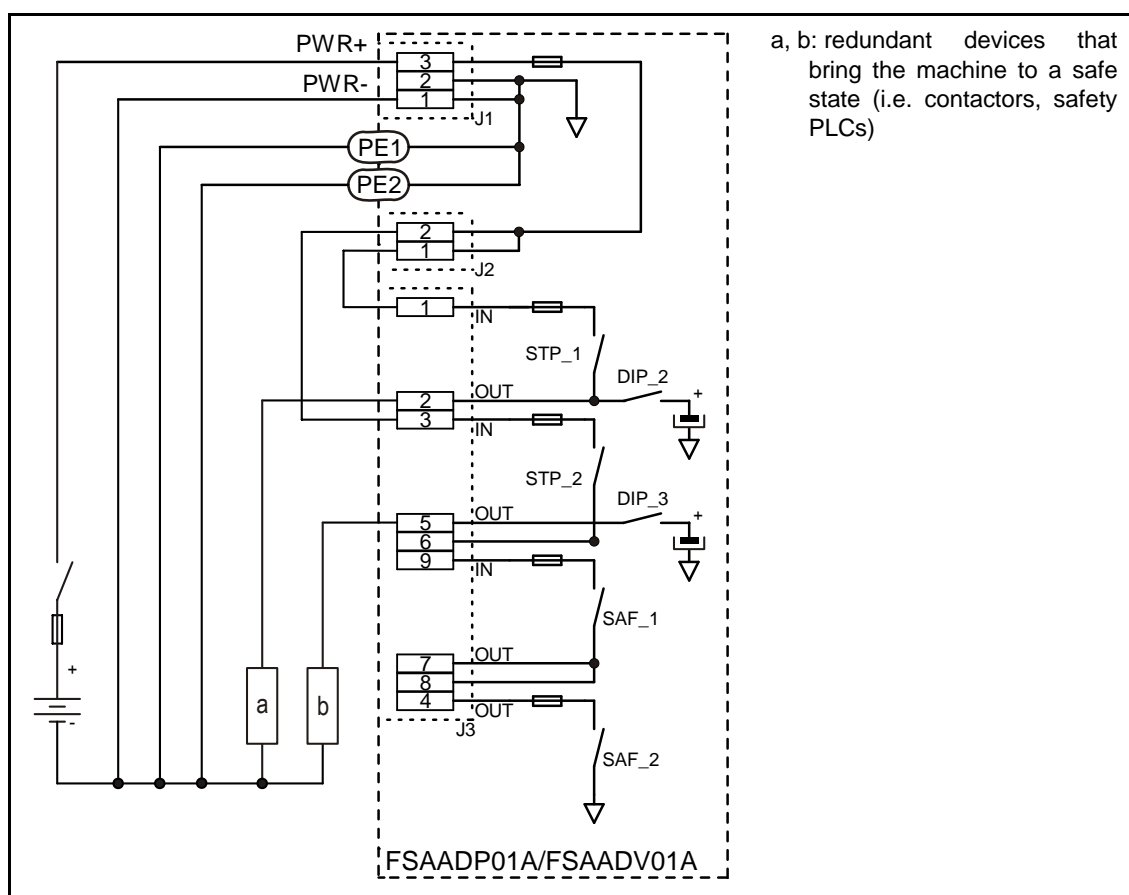 PWR+
a, b: redundant devices that
bring the machine to a safe
state (i.e. contactors, safety
PLCs)
3
PWR-
2
1
J1
PE1
PE2
2
1
J2
1
IN
STP_1
DIP_2
OUT
+
2
3
IN
STP_2
DIP_3
OUT
+
5
6
9
IN
SAF_1
7
OUT
8
4
OUT
J3
+
a
b
-
SAF_2
FSAADP01A/FSAADV01A